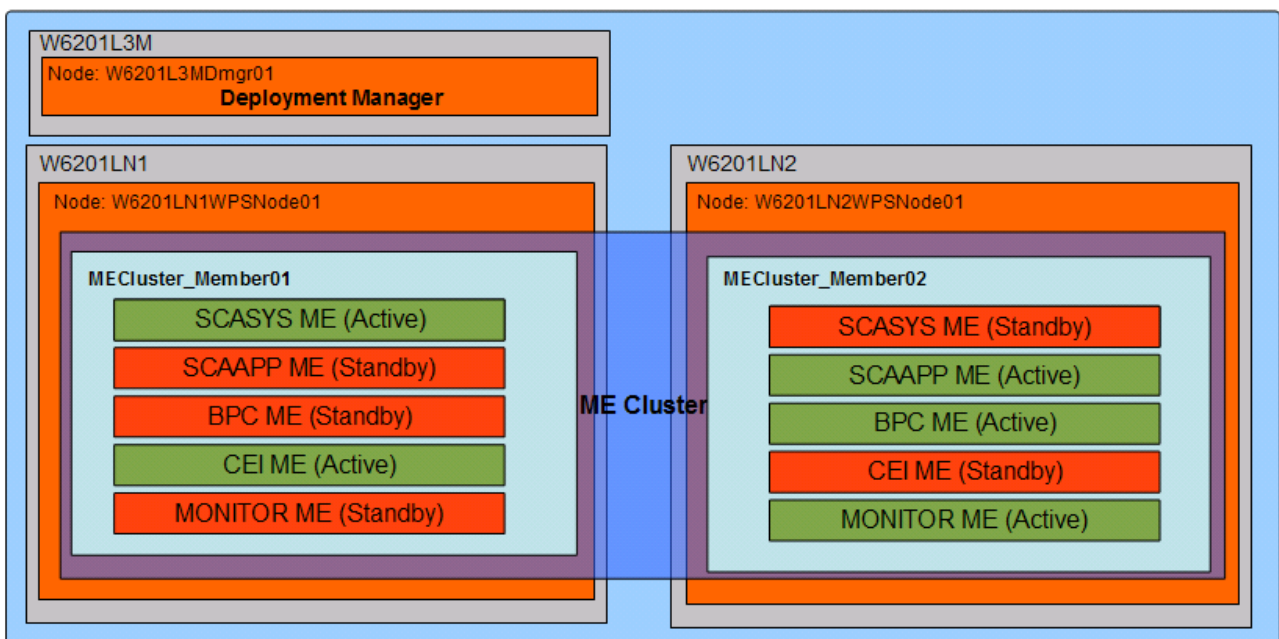 W6201L3M
Node: W6201L3MDmgr01
Deployment Manager
W6201LN1
Node: W6201LN1WPSNode01
MECluster_Member01
SCASYS ME (Active)
SCAAPP ME (Standby)
BPC ME (Standby)
CEI ME (Active)
MONITOR ME (Standby)
ME Cluster
W6201LN2
Node: W6201LN2WPSNode01
MECluster_Member02
SCASYS ME (Standby)
SCAAPP ME (Active)
BPC ME (Active)
CEI ME (Standby)
MONITOR ME (Active)